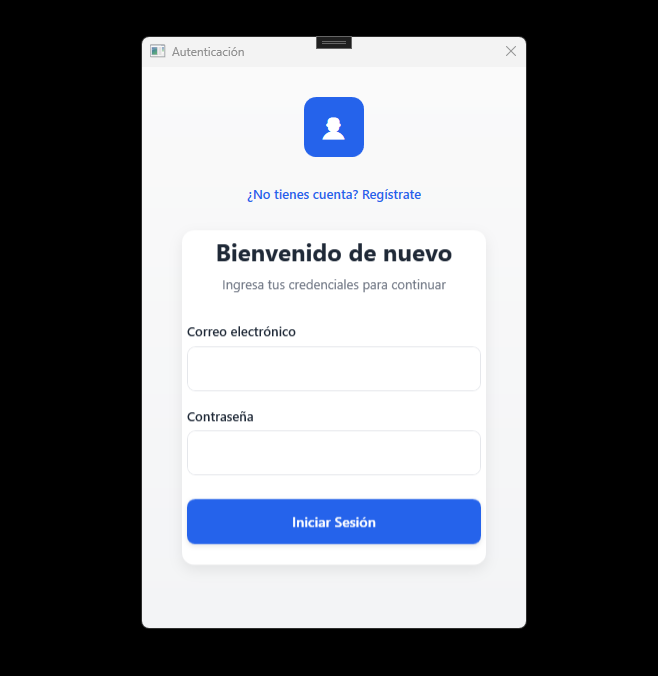 Autenticación
¿No tienes cuenta? Regístrate
Bienvenido de nuevo
Ingresa tus credenciales para continuar
Correo electrónico
Contraseña
Iniciar Sesión